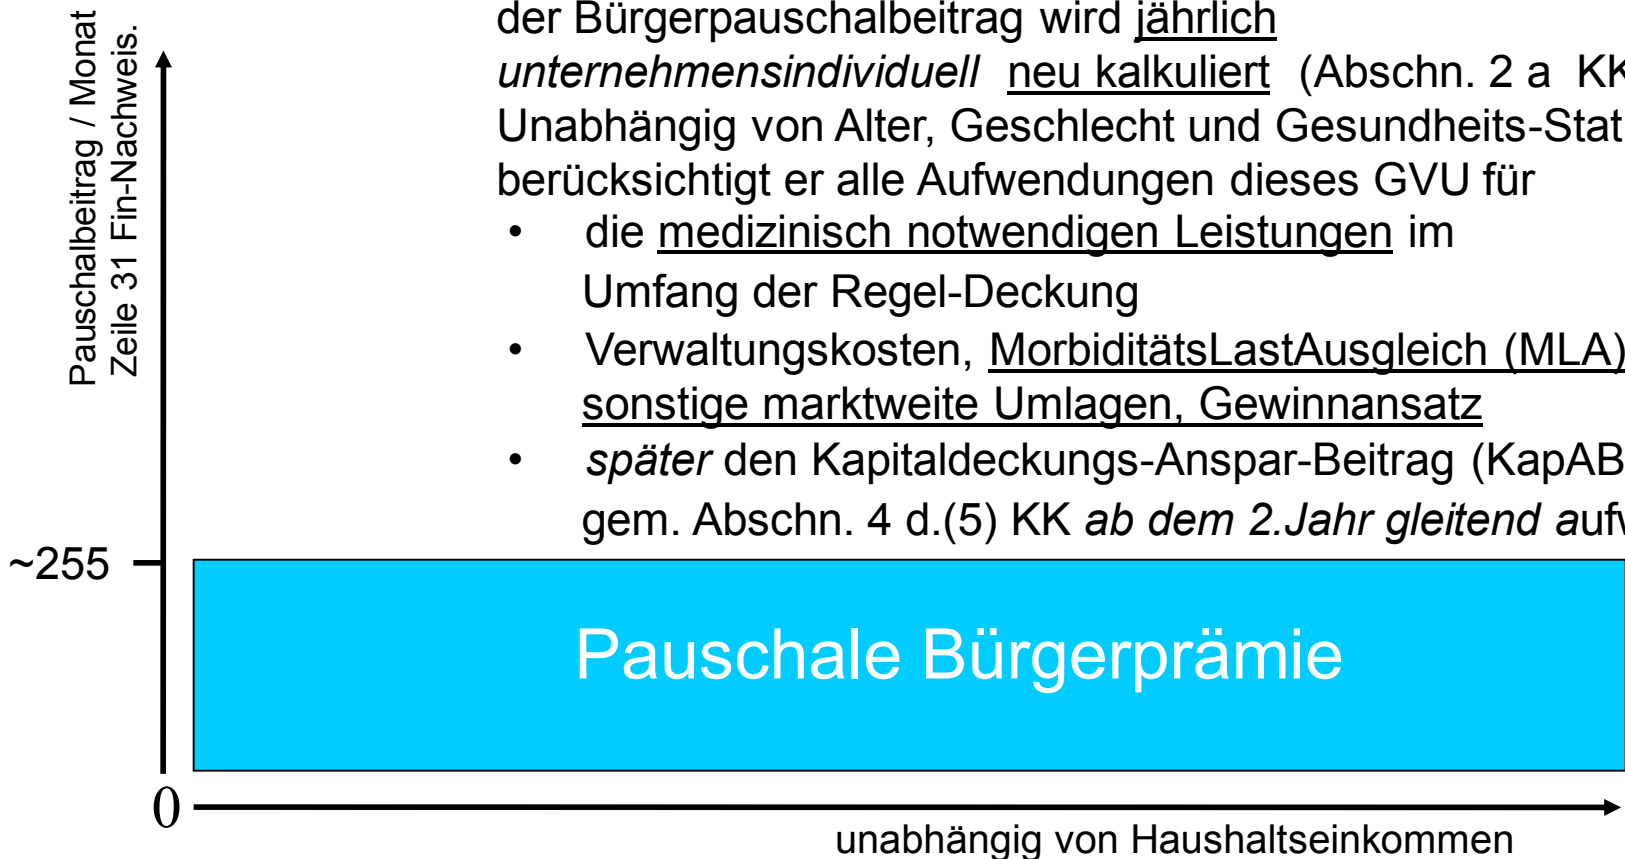 Pauschalbeitrag / Monat
Zeile 31 Fin-Nachweis.
der Bürgerpauschalbeitrag wird jährlich
unternehmensindividuell neu kalkuliert (Abschn. 2 a KK
Unabhängig von Alter, Geschlecht und Gesundheits-Stat
berücksichtigt er alle Aufwendungen dieses GVU für
• die medizinisch notwendigen Leistungen im
Umfang der Regel-Deckung
• Verwaltungskosten, MorbiditätsLastAusgleich (MLA)
sonstige marktweite Umlagen, Gewinnansatz
• später den Kapitaldeckungs-Anspar-Beitrag (KapAB
gem. Abschn. 4 d.(5) KK ab dem 2.Jahr gleitend
~255
Pauschale Bürgerprämie
0
unabhängig von Haushaltseinkommen